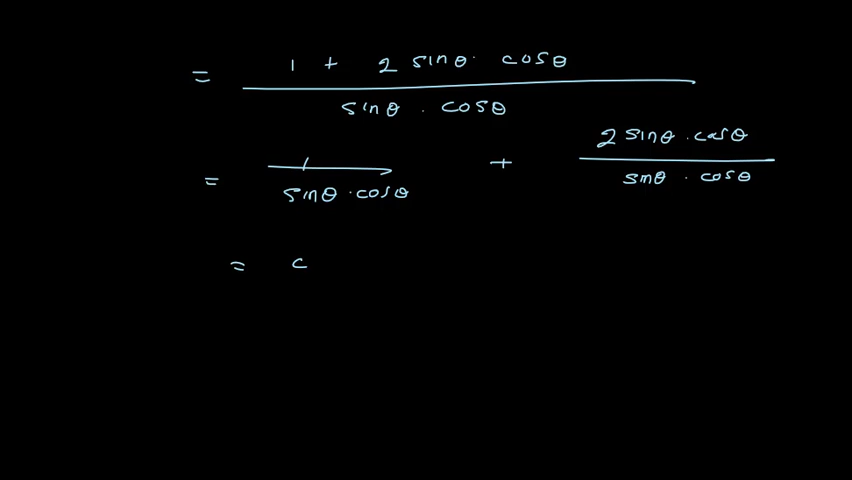 = 1 + 2 sinθ · cosθ
sinθ · cosθ
= 1 + 2 sinθ · cosθ
sinθ · cosθ sinθ · cosθ
= c